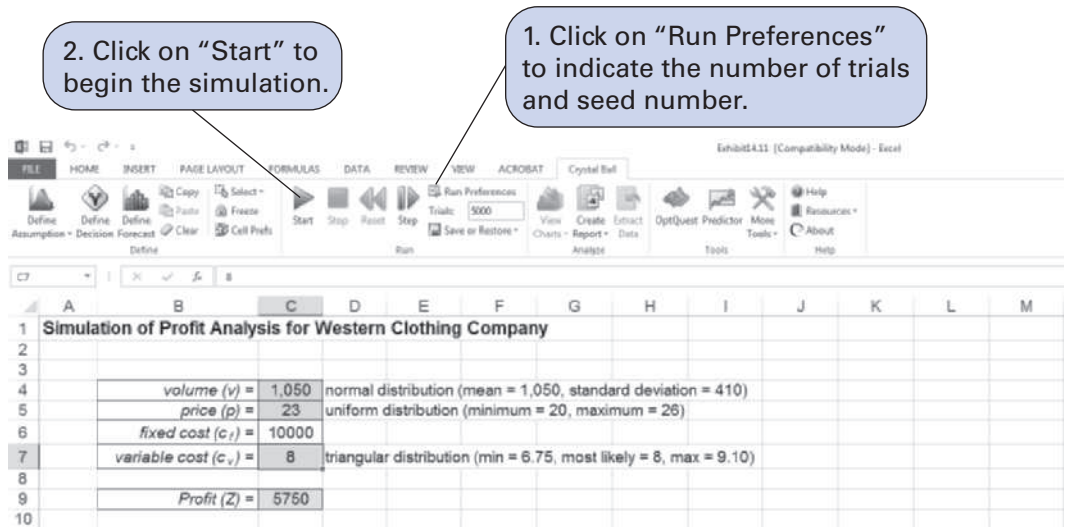 2. Click on “Start” to
begin the simulation.
1. Click on “Run Preferences”
to indicate the number of trials
and seed number.
Exhibit14.11 [Compatibility Mode] - Excel
FILE HOME INSERT PAGE LAYOUT FORMULAS DATA REVIEW VIEW ACROBAT Crystal Ball
Define Assumption Define Decision Define Forecast Copy Paste Clear Select Freeze Cell Prefs Start Stop Reset Step Run Preferences Trials: 5000 Save or Restore View Charts Create Report Extract Data OptQuest Predictor More Tools Help Resources About
Define Run Analyze Tools Help
C7 fx 8
A B C D E F G H I J K L M
1 Simulation of Profit Analysis for Western Clothing Company
2
3
4 volume (v) = 1,050 normal distribution (mean = 1,050, standard deviation = 410)
5 price (p) = 23 uniform distribution (minimum = 20, maximum = 26)
6 fixed cost (cf) = 10000
7 variable cost (cv) = 8 triangular distribution (min = 6.75, most likely = 8, max = 9.10)
8
9 Profit (Z) = 5750
10